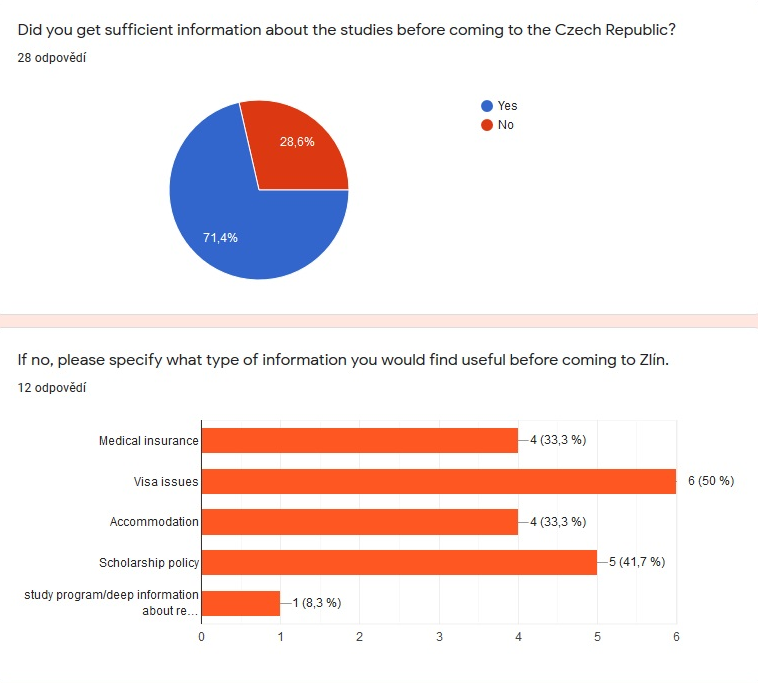 Did you get sufficient information about the studies before coming to the Czech Republic?
28 odpovědí
Yes
No
28,6%
71,4%
If no, please specify what type of information you would find useful before coming to Zlín.
12 odpovědí
Medical insurance 4 (33,3 %)
Visa issues 6 (50 %)
Accommodation 4 (33,3 %)
Scholarship policy 5 (41,7 %)
study program/deep information
about re... 1 (8,3 %)
0 1 2 3 4 5 6